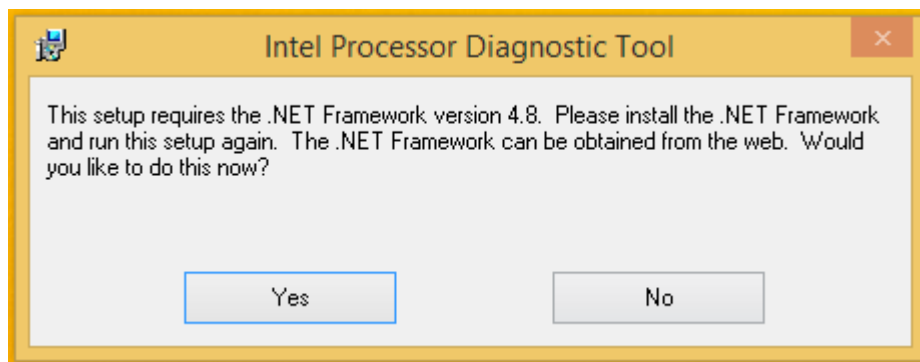 Intel Processor Diagnostic Tool
This setup requires the .NET Framework version 4.8.  Please install the .NET Framework
and run this setup again.  The .NET Framework can be obtained from the web.  Would
you like to do this now?
Yes
No